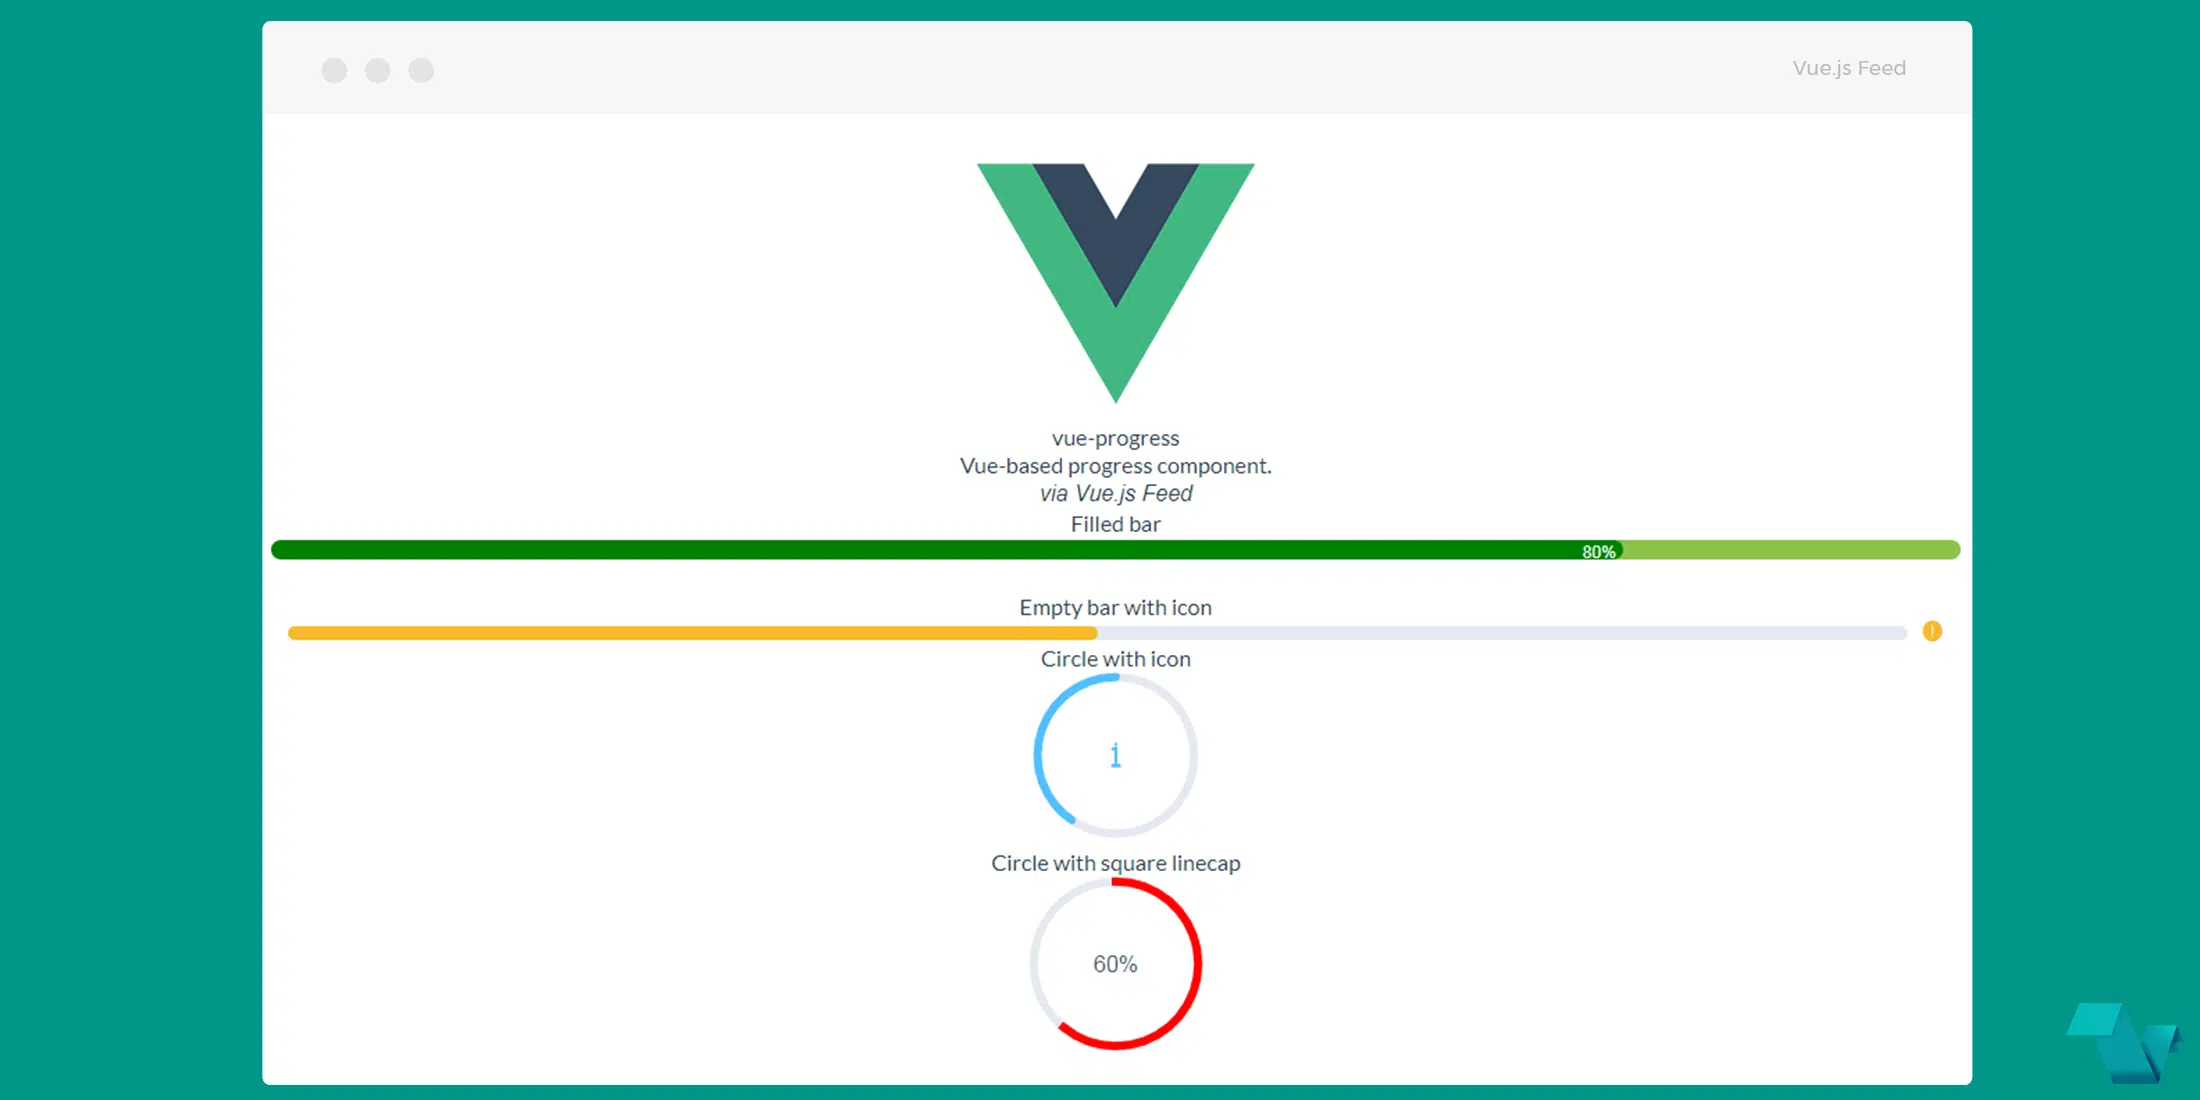 Vue.js Feed
vue-progress
Vue-based progress component.
via Vue.js Feed
Filled bar
80%
Empty bar with icon
!
Circle with icon
i
Circle with square linecap
60%